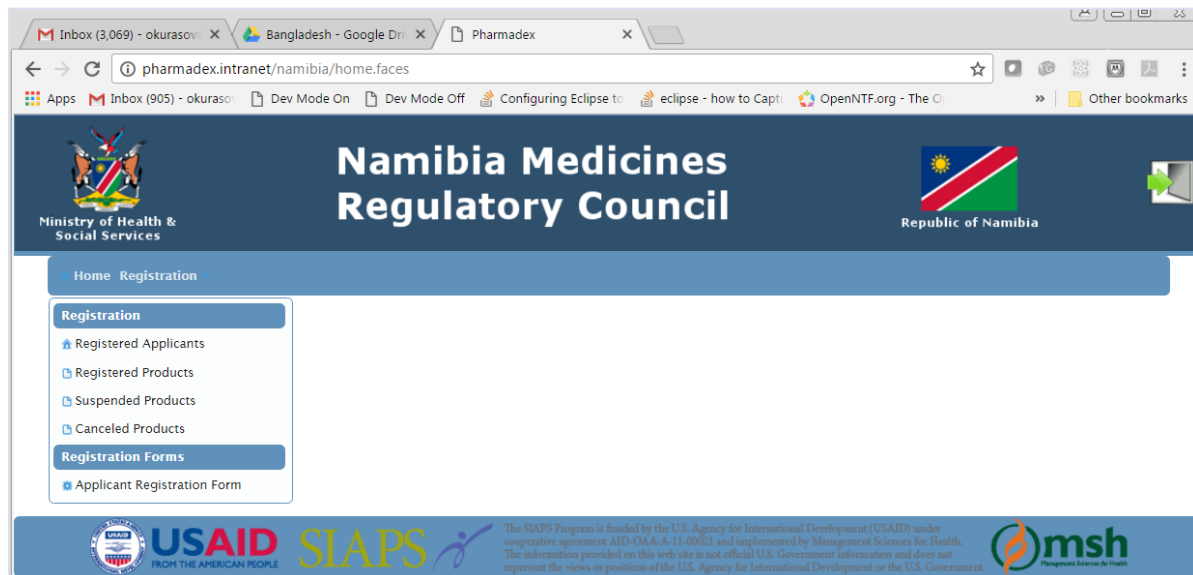 Inbox (3,069) - okurasov
Bangladesh - Google Dri
Pharmadex
pharmadex.intranet/namibia/home.faces
Apps
Inbox (905) - okuraso
Dev Mode On
Dev Mode Off
Configuring Eclipse to
eclipse - how to Capt
OpenNTF.org - The O
»
Other bookmarks
Namibia Medicines
Regulatory Council
Ministry of Health &
Social Services
Republic of Namibia
Home Registration
Registration
Registered Applicants
Registered Products
Suspended Products
Canceled Products
Registration Forms
Applicant Registration Form
USAID
USAID
FROM THE AMERICAN PEOPLE
SIAPS
The SIAPS Program is funded by the U.S. Agency for International Development (USAID) under
cooperative agreement AID-OAA-A-11-00021 and implemented by Management Sciences for Health.
The information provided on this web site is not official U.S. Government information and does not
represent the views or positions of the U.S. Agency for International Development or the U.S. Government.
msh
Management Sciences for Health